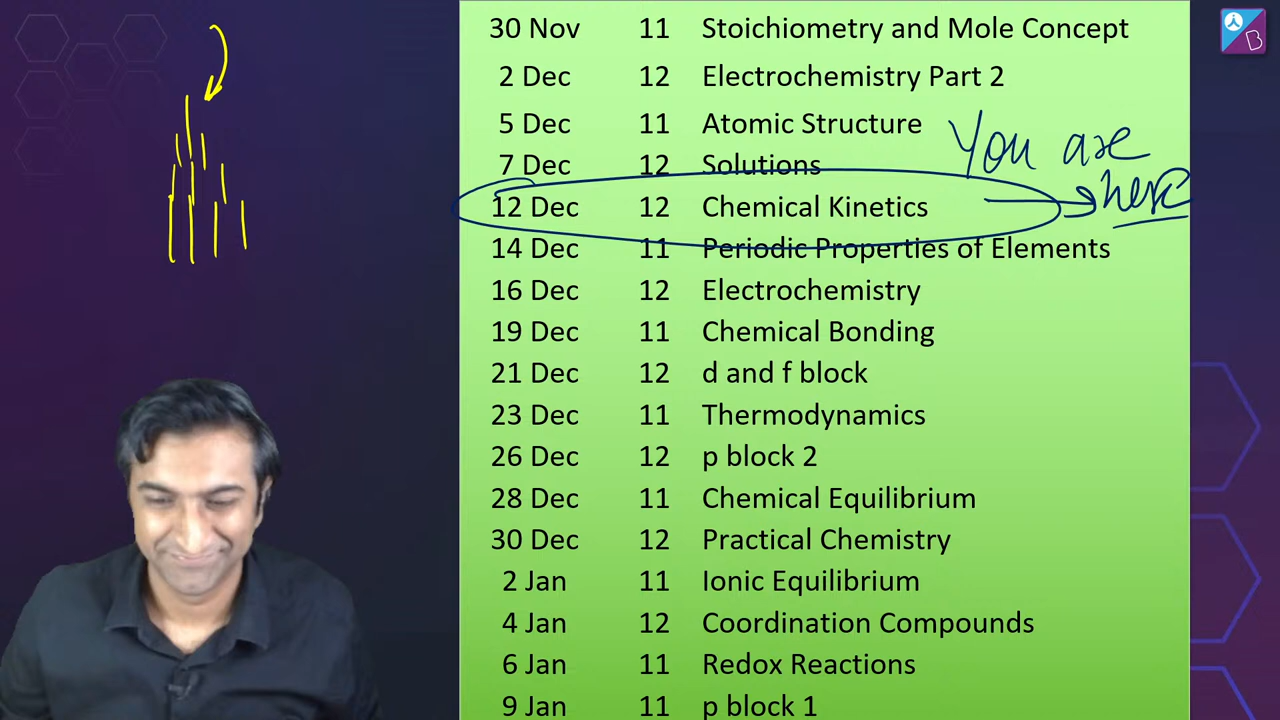 30 Nov 11 Stoichiometry and Mole Concept
2 Dec 12 Electrochemistry Part 2
5 Dec 11 Atomic Structure
You are
7 Dec 12 Solutions
here
12 Dec 12 Chemical Kinetics
14 Dec 11 Periodic Properties of Elements
16 Dec 12 Electrochemistry
19 Dec 11 Chemical Bonding
21 Dec 12 d and f block
23 Dec 11 Thermodynamics
26 Dec 12 p block 2
28 Dec 11 Chemical Equilibrium
30 Dec 12 Practical Chemistry
2 Jan 11 Ionic Equilibrium
4 Jan 12 Coordination Compounds
6 Jan 11 Redox Reactions
9 Jan 11 p block 1
B